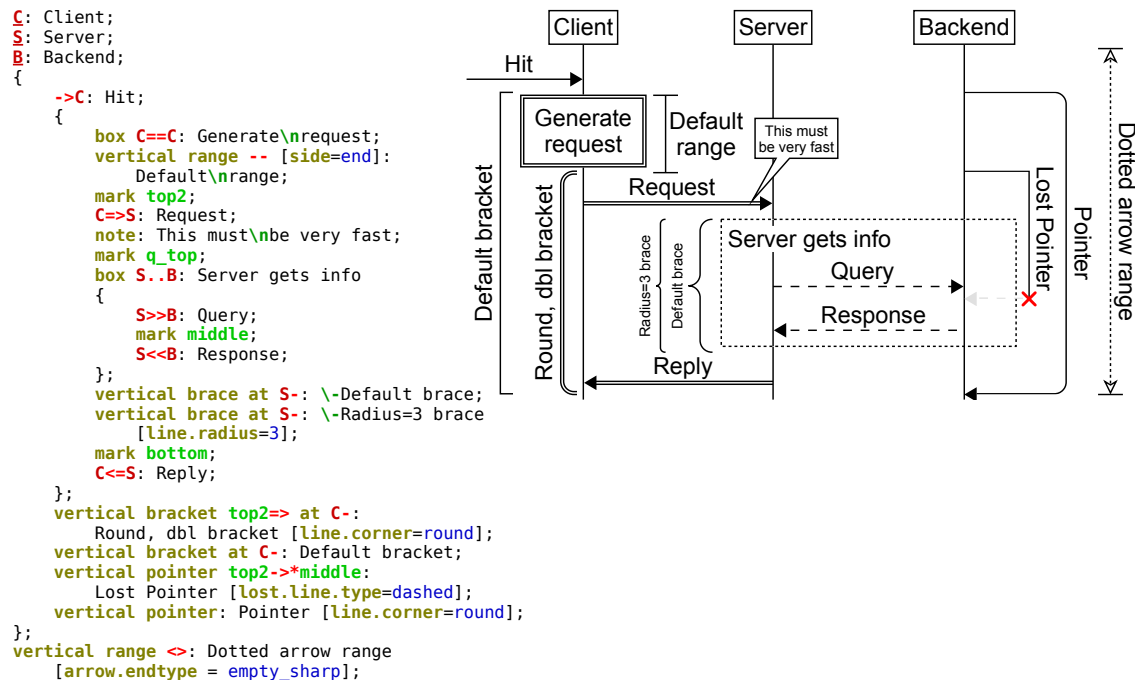 C: Client;
S: Server;
B: Backend;
{
    ->C: Hit;
    {
        box C==C: Generate\nrequest;
        vertical range -- [side=end]:
            Default\nrange;
        mark top2;
        C=>S: Request;
        note: This must\nbe very fast;
        mark q_top;
        box S..B: Server gets info
        {
            S>>B: Query;
            mark middle;
            S<<B: Response;
        };
        vertical brace at S-: \-Default brace;
        vertical brace at S-: \-Radius=3 brace
            [line.radius=3];
        mark bottom;
        C<=S: Reply;
    };
    vertical bracket top2=> at C-:
        Round, dbl bracket [line.corner=round];
    vertical bracket at C-: Default bracket;
    vertical pointer top2->*middle:
        Lost Pointer [lost.line.type=dashed];
    vertical pointer: Pointer [line.corner=round];
};
vertical range <>: Dotted arrow range
    [arrow.endtype = empty_sharp];
Client
Server
Backend
Hit
Generate
request
Default
range
This must
be very fast
Request
Server gets info
Query
Response
Reply
Default bracket
Round, dbl bracket
Radius=3 brace
Default brace
Lost Pointer
Pointer
Dotted arrow range